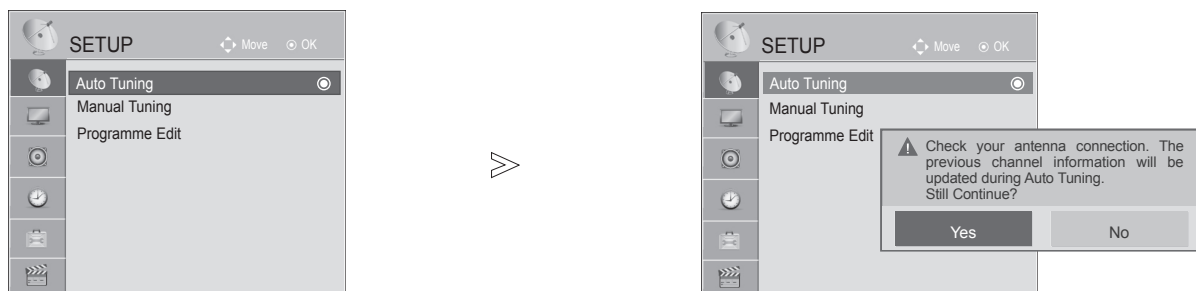 SETUP
Move OK
Auto Tuning
Manual Tuning
Programme Edit
SETUP
Move OK
Auto Tuning
Manual Tuning
Programme Edit
Check your antenna connection. The
previous channel information will be
updated during Auto Tuning.
Still Continue?
Yes No